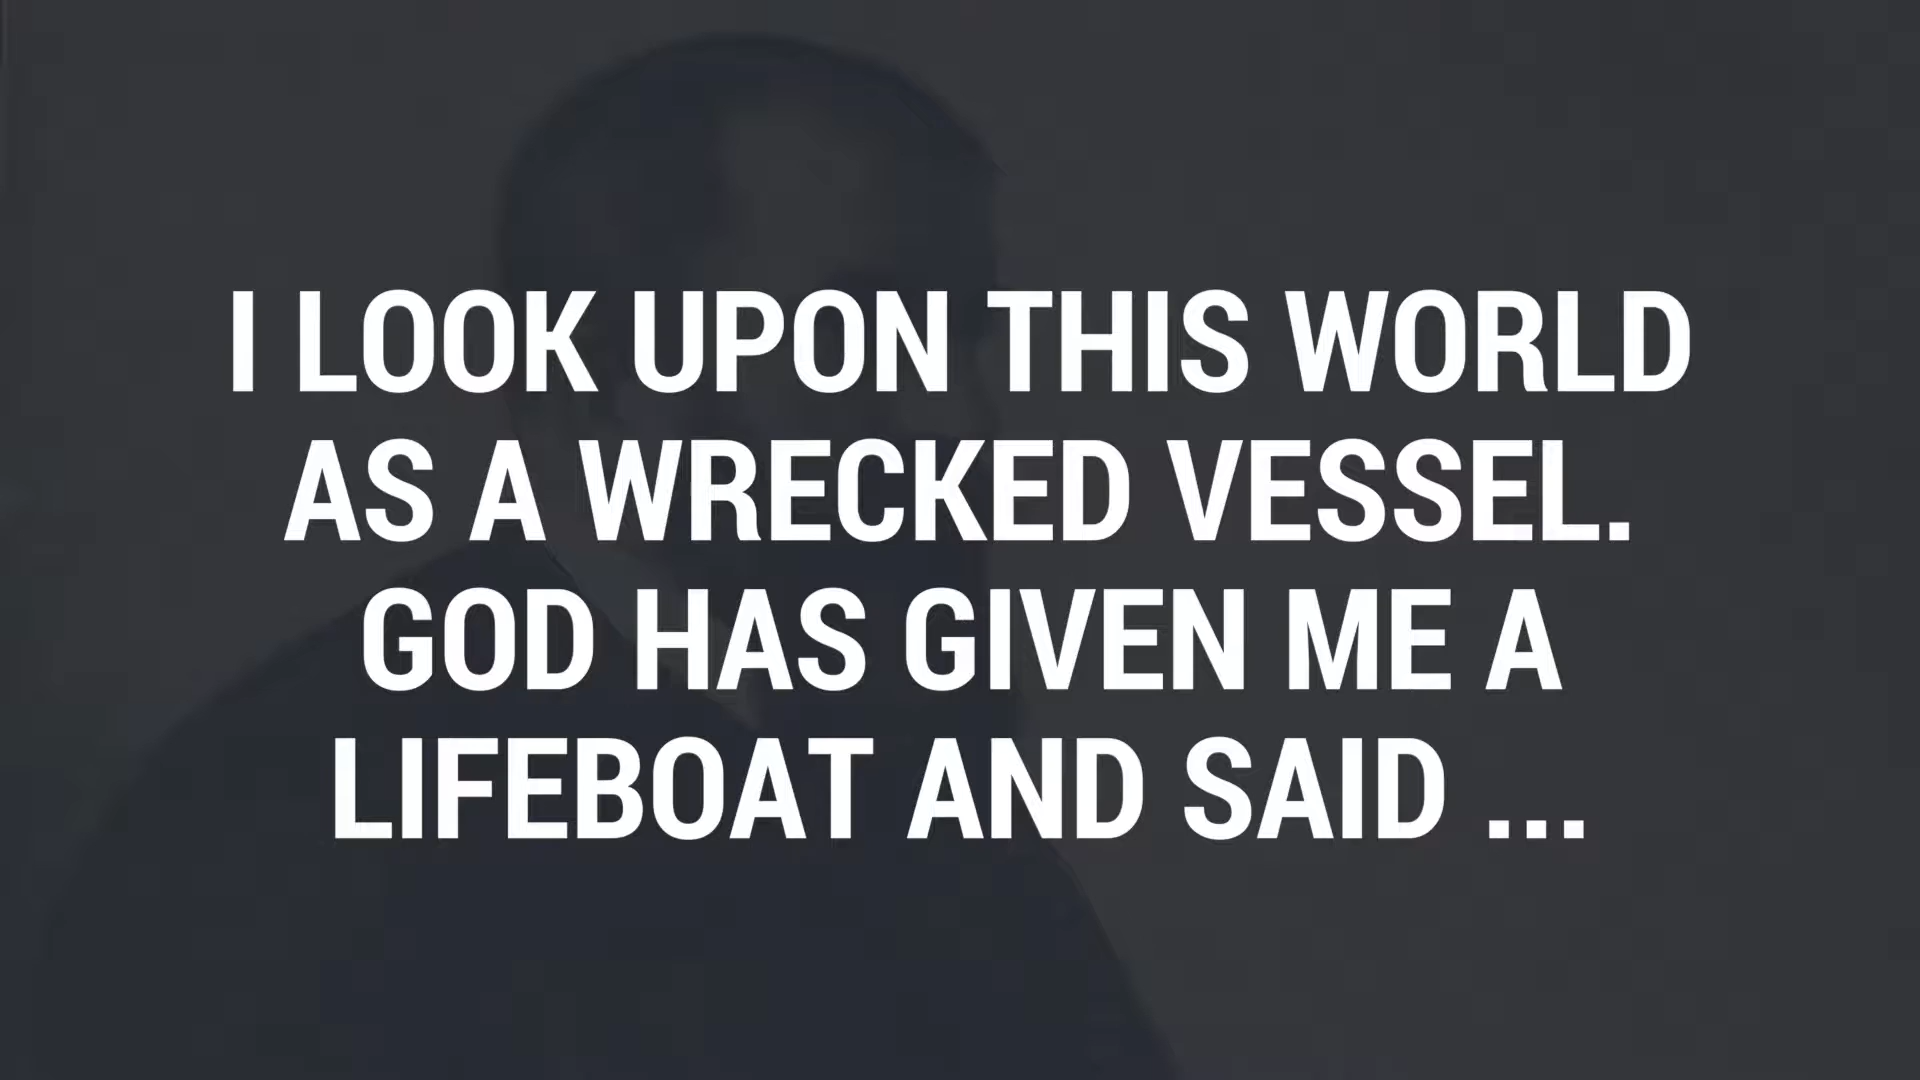 I LOOK UPON THIS WORLD
AS A WRECKED VESSEL.
GOD HAS GIVEN ME A
LIFEBOAT AND SAID ...